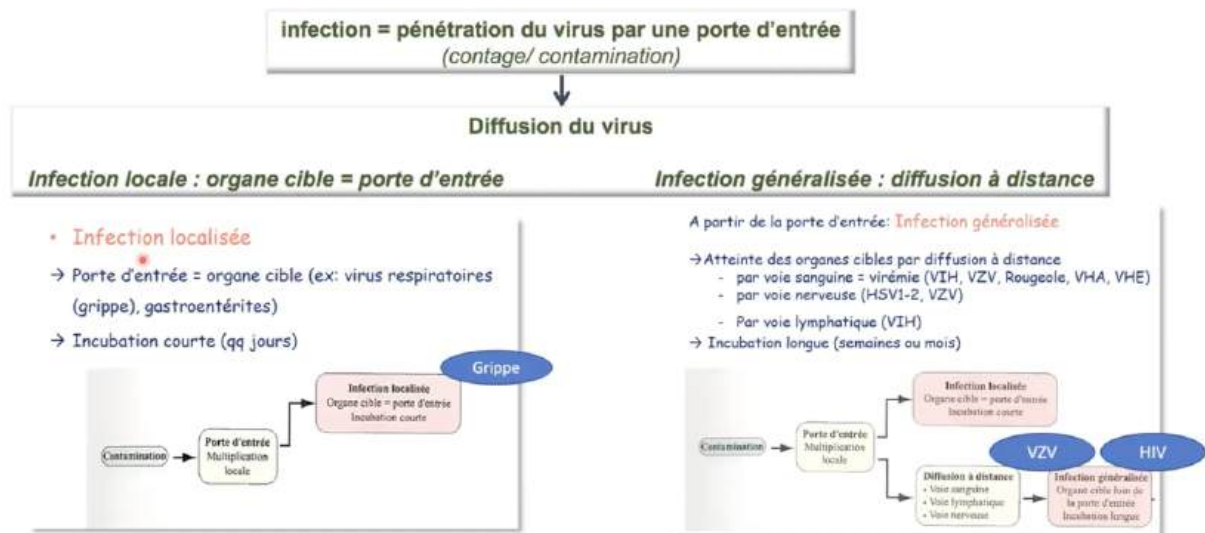 infection = pénétration du virus par une porte d'entrée
(contage/ contamination)
Diffusion du virus
Infection locale : organe cible = porte d'entrée
Infection généralisée : diffusion à distance
• Infection localisée
→ Porte d'entrée = organe cible (ex: virus respiratoires
(grippe), gastroentérites)
→ Incubation courte (qq jours)
Grippe
Infection localisée
Organe cible = porte d'entrée
Incubation courte
Contamination
Porte d'entrée
Multiplication
locale
A partir de la porte d'entrée: Infection généralisée
→Atteinte des organes cibles par diffusion à distance
- par voie sanguine = virémie (VIH, VZV, Rougeole, VHA, VHE)
- par voie nerveuse (HSV1-2, VZV)
- Par voie lymphatique (VIH)
→ Incubation longue (semaines ou mois)
Infection localisée
Organe cible = porte d'entrée
Incubation courte
Contamination
Porte d'entrée
Multiplication
locale
VZV
HIV
Diffusion à distance
• Voie sanguine
• Voie lymphatique
• Voie nerveuse
Infection généralisée
Organe cible loin de
la porte d'entrée
Incubation longue